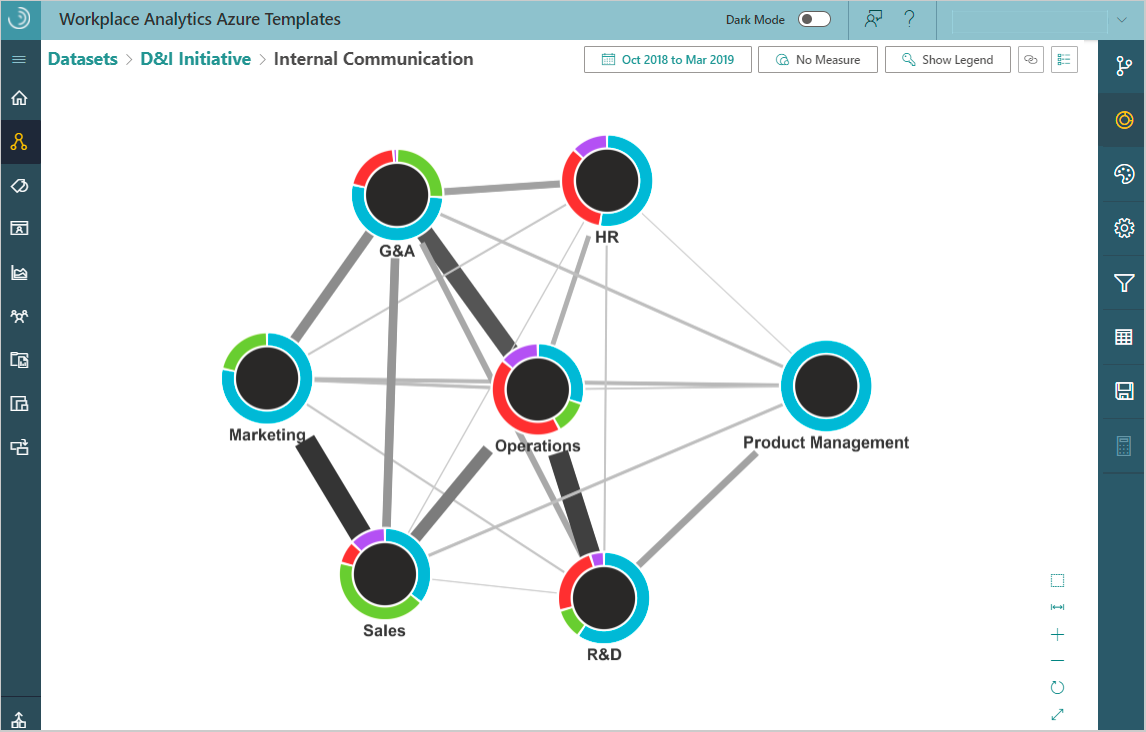 Workplace Analytics Azure Templates
Dark Mode
?
Datasets > D&I Initiative > Internal Communication
Oct 2018 to Mar 2019
No Measure
Show Legend
G&A
HR
Marketing
Operations
Product Management
Sales
R&D